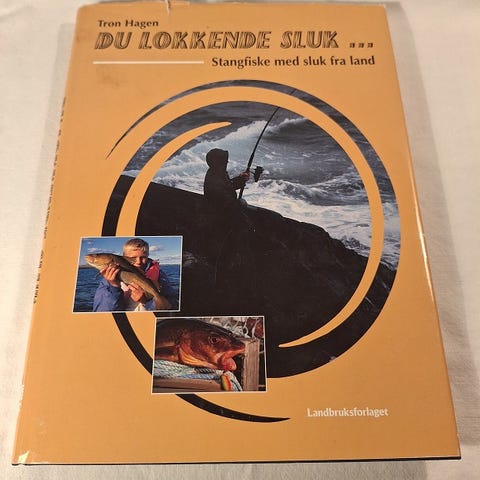 Tron Hagen
DU LOKKENDE SLUK ...
Stangfiske med sluk fra land
Landbruksforlaget